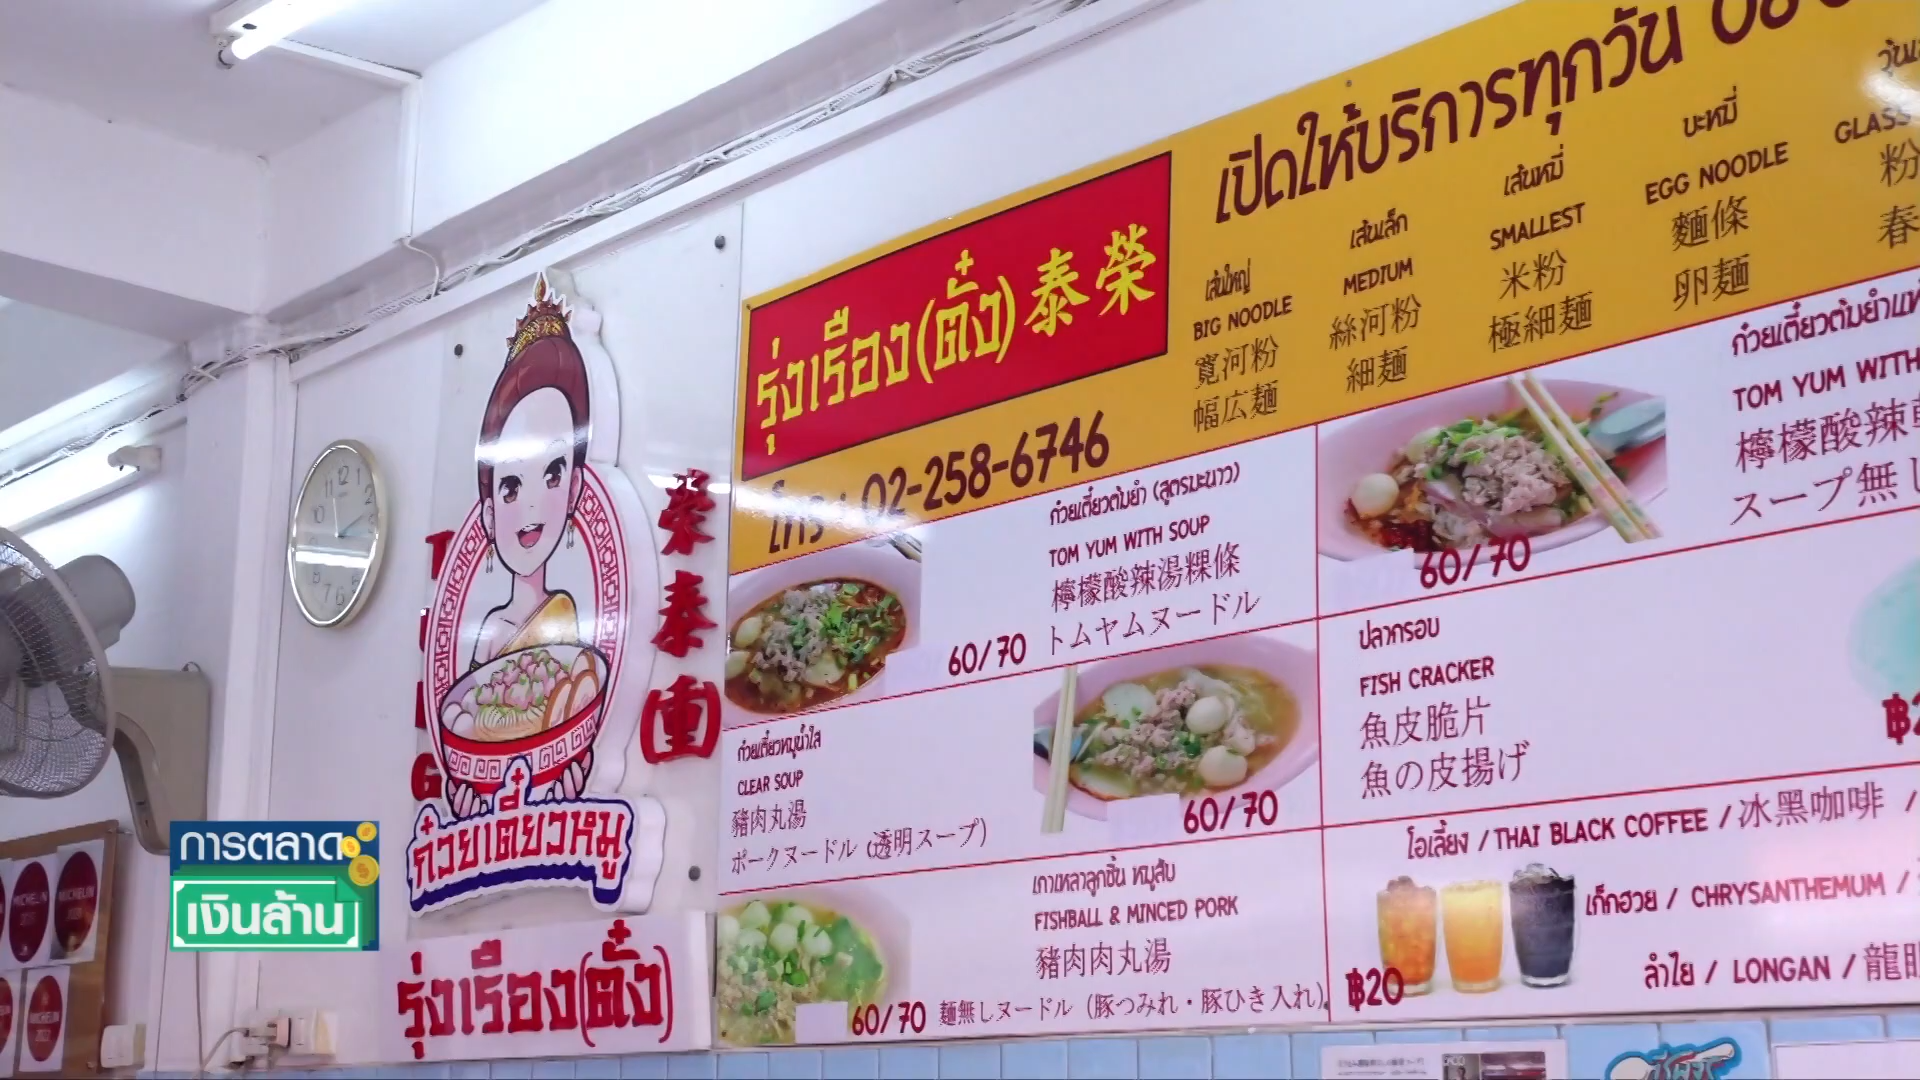 เปิดให้บริการทุกวัน
รุ่งเรือง(ตั๋ง)泰榮
โทร : 02-258-6746
เส้นใหญ่
BIG NOODLE
寬河粉
幅広麺
เส้นเล็ก
MEDIUM
絲河粉
細麺
เส้นหมี่
SMALLEST
米粉
極細麺
บะหมี่
EGG NOODLE
麵條
卵麺
GLASS
粉
春
ก๋วยเตี๋ยวต้มยำ (สูตรมะนาว)
TOM YUM WITH SOUP
檸檬酸辣湯粿條
トムヤムヌードル
60/70
TOM YUM WITH
檸檬酸辣
スープ無し
60/70
ก๋วยเตี๋ยวหมูน้ำใส
CLEAR SOUP
豬肉丸湯
ポークヌードル (透明スープ)
60/70
ปลากรอบ
FISH CRACKER
魚皮脆片
魚の皮揚げ
เกาเหลาลูกชิ้น หมูสับ
FISHBALL & MINCED PORK
豬肉肉丸湯
60/70 麺無しヌードル (豚つみれ・豚ひき入れ)
โอเลี้ยง / THAI BLACK COFFEE / 冰黑咖啡 /
เก็กฮวย / CHRYSANTHEMUM /
ลำไย / LONGAN / 龍眼
฿20
榮泰
ก๋วยเตี๋ยวหมู
รุ่งเรือง(ตั๋ง)
การตลาด
เงินล้าน
MICHELIN
MICHELIN
MICHELIN